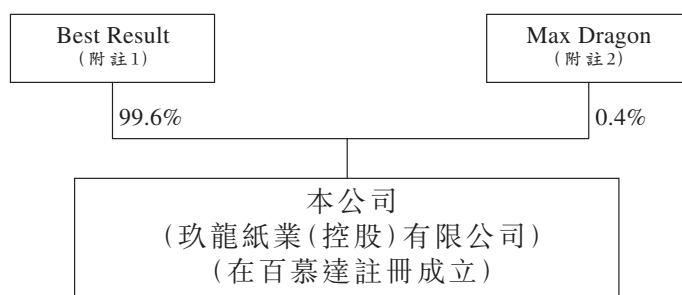 Best Result
(附註1)
Max Dragon
(附註2)
99.6%
0.4%
本公司
(玖龍紙業(控股)有限公司)
(在百慕達註冊成立)